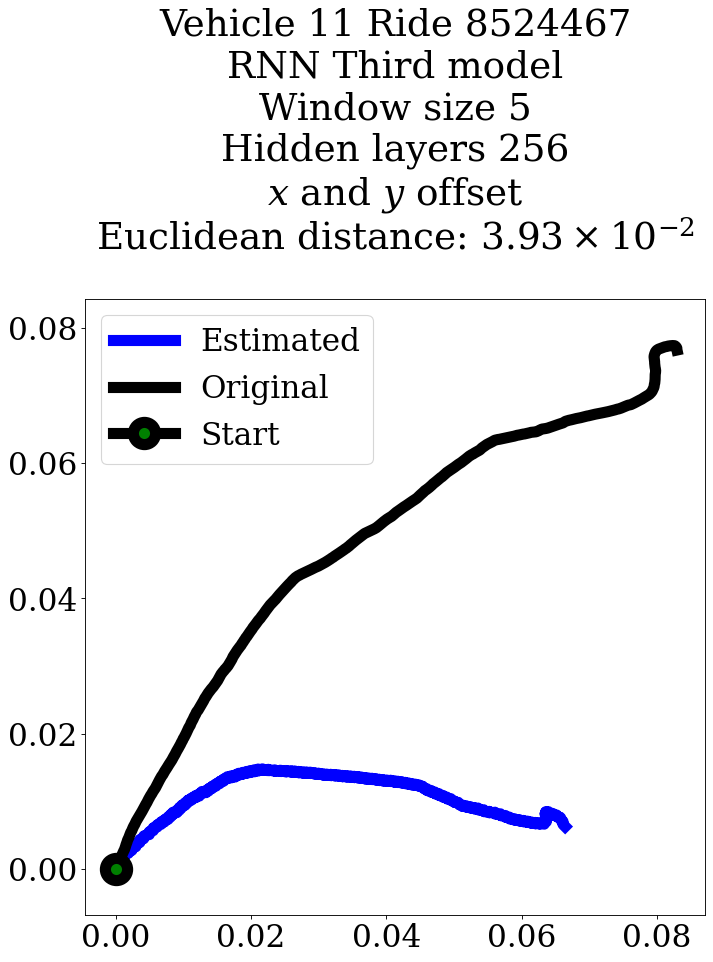 Vehicle 11 Ride 8524467
RNN Third model
Window size 5
Hidden layers 256
x and y offset
Euclidean distance: 3.93 × 10⁻²
Estimated
Original
Start
0.08
0.06
0.04
0.02
0.00
0.00 0.02 0.04 0.06 0.08